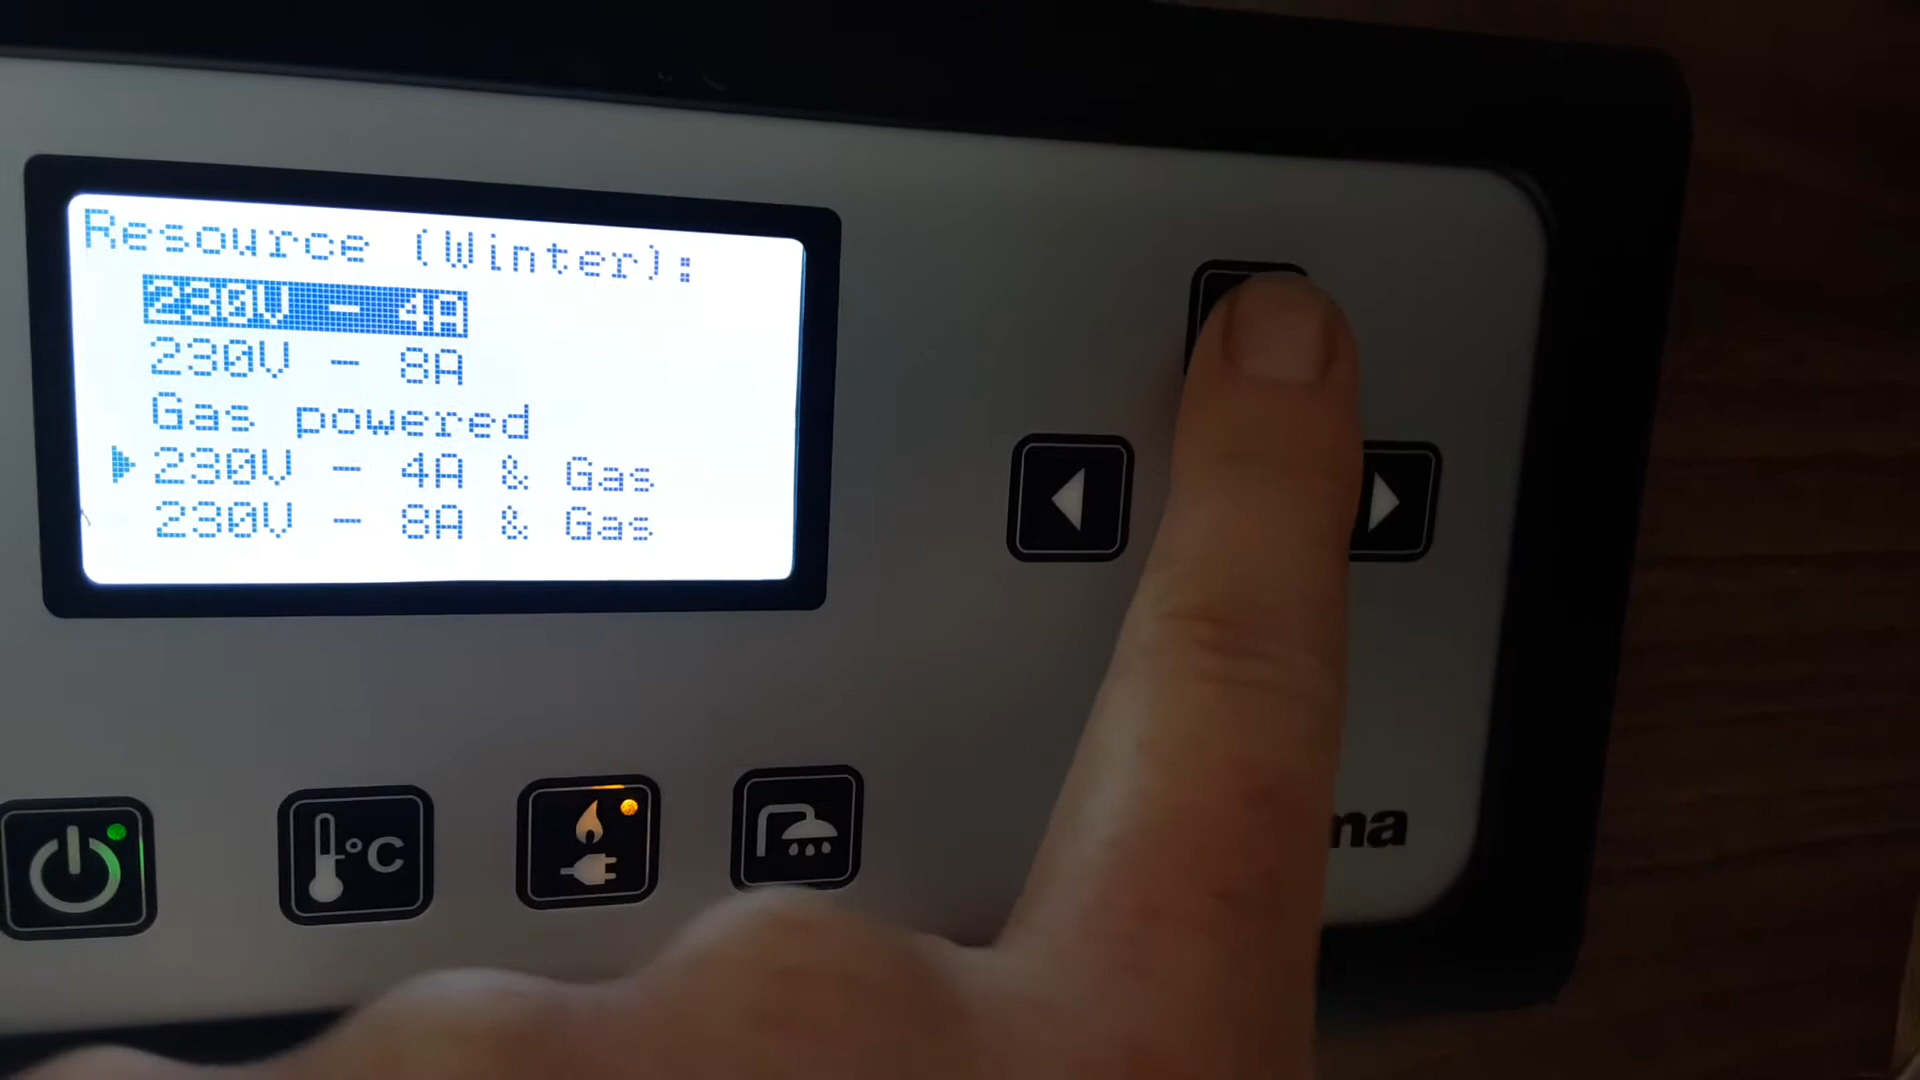 Resource (Winter):
230V - 4A
230V - 8A
Gas powered
230V - 4A & Gas
230V - 8A & Gas
°C